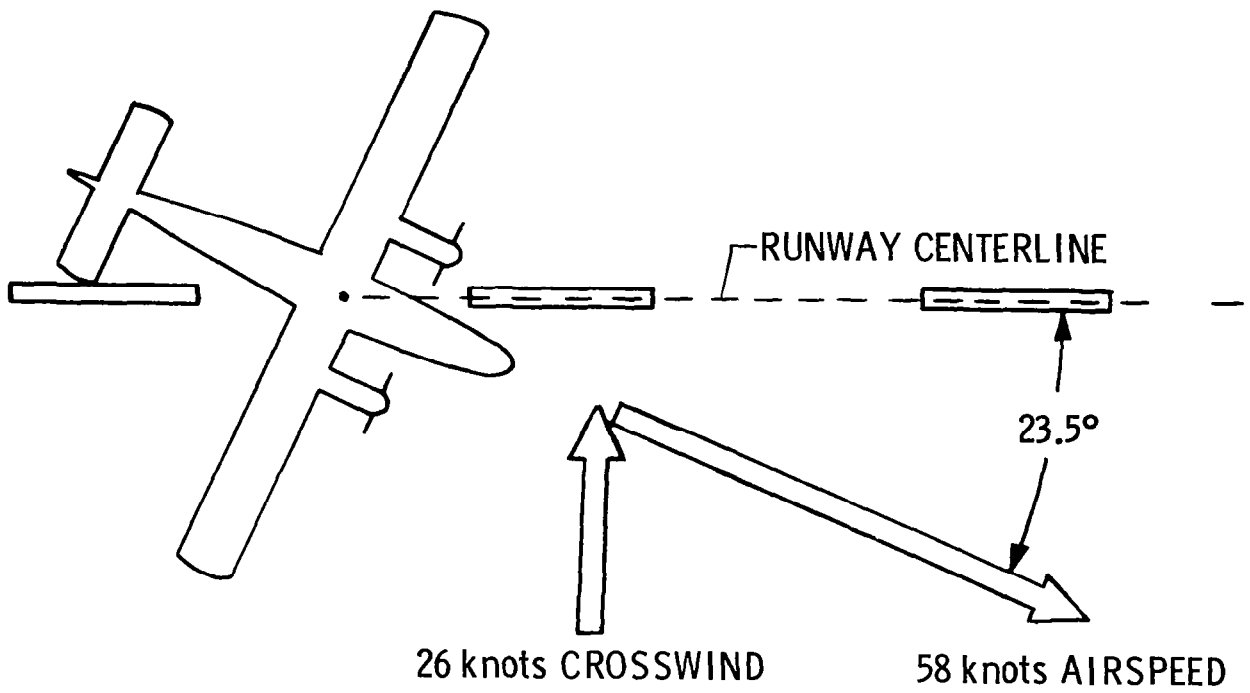 RUNWAY CENTERLINE
23.5°
26 knots CROSSWIND
58 knots AIRSPEED